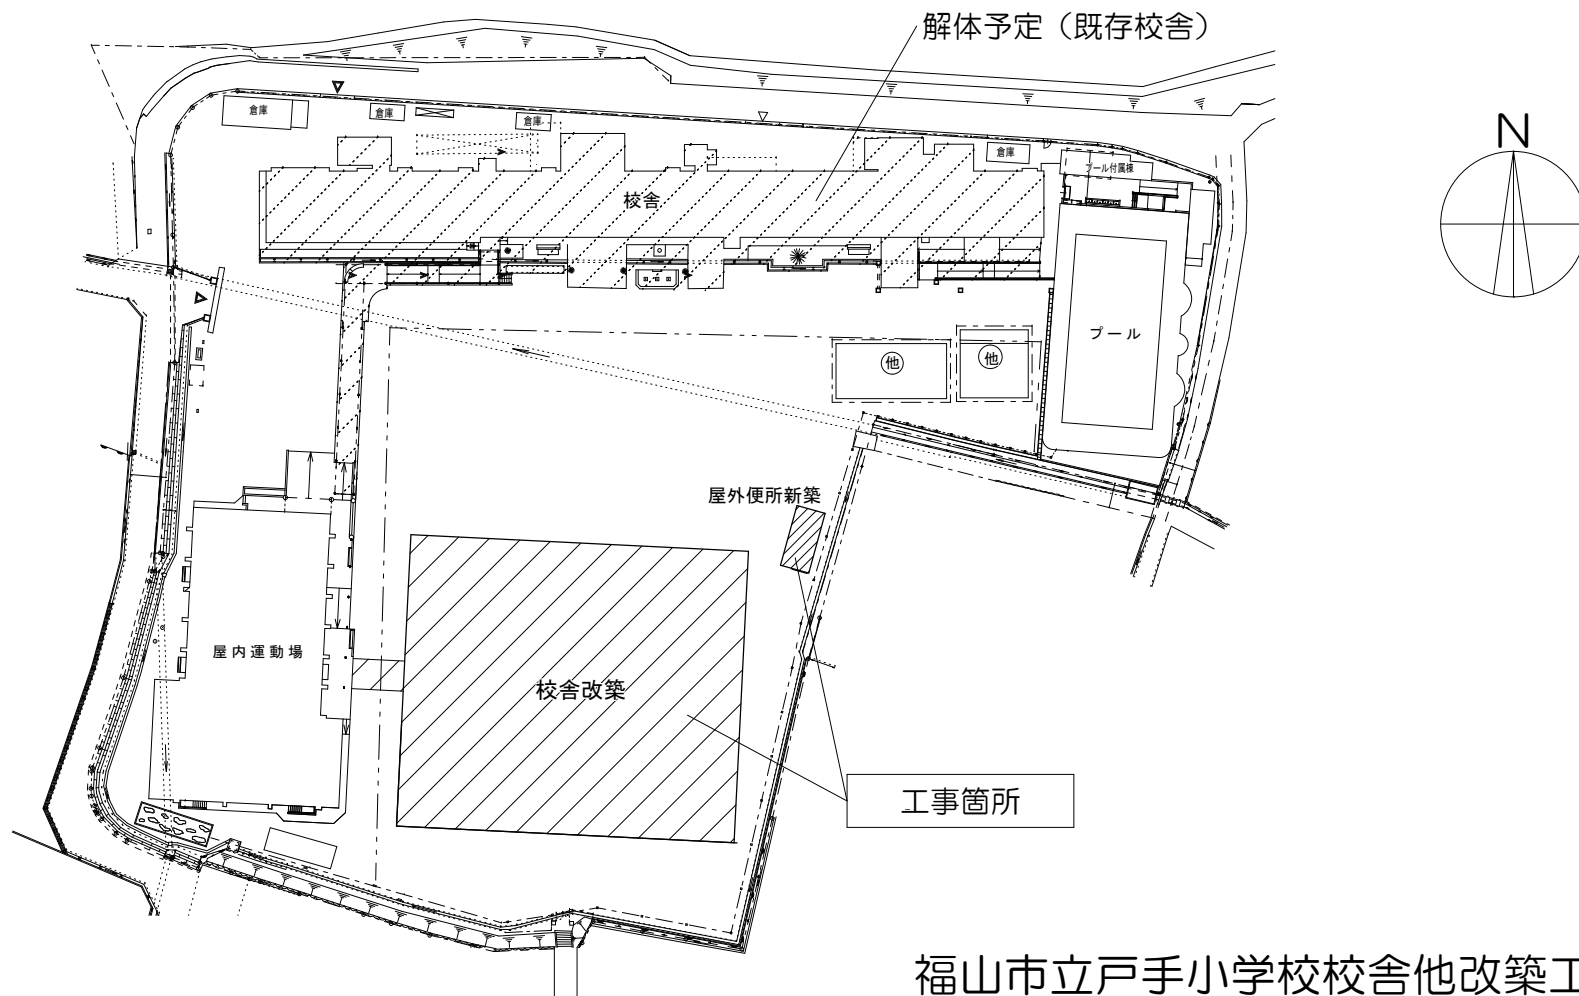 解体予定（既存校舎）
倉庫
倉庫
倉庫
倉庫
プール付属棟
N
校舎
プール
他
他
屋外便所新築
屋内運動場
校舎改築
工事箇所
福山市立戸手小学校校舎他改築工